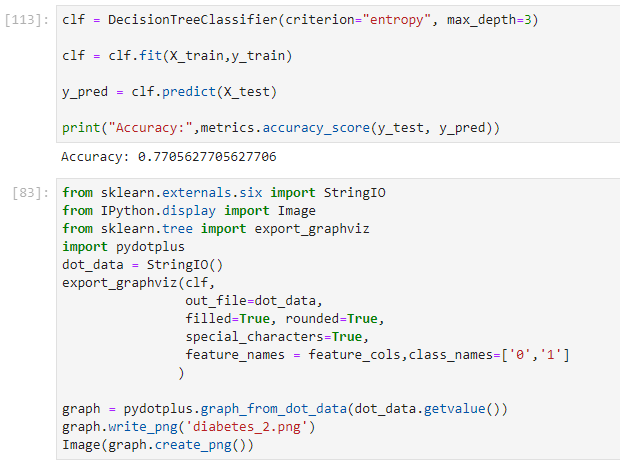 [113]: clf = DecisionTreeClassifier(criterion="entropy", max_depth=3)
clf = clf.fit(X_train,y_train)
y_pred = clf.predict(X_test)
print("Accuracy:",metrics.accuracy_score(y_test, y_pred))
Accuracy: 0.7705627705627706
[83]: from sklearn.externals.six import StringIO
from IPython.display import Image
from sklearn.tree import export_graphviz
import pydotplus
dot_data = StringIO()
export_graphviz(clf,
out_file=dot_data,
filled=True, rounded=True,
special_characters=True,
feature_names = feature_cols,class_names=['0','1']
)
graph = pydotplus.graph_from_dot_data(dot_data.getvalue())
graph.write_png('diabetes_2.png')
Image(graph.create_png())